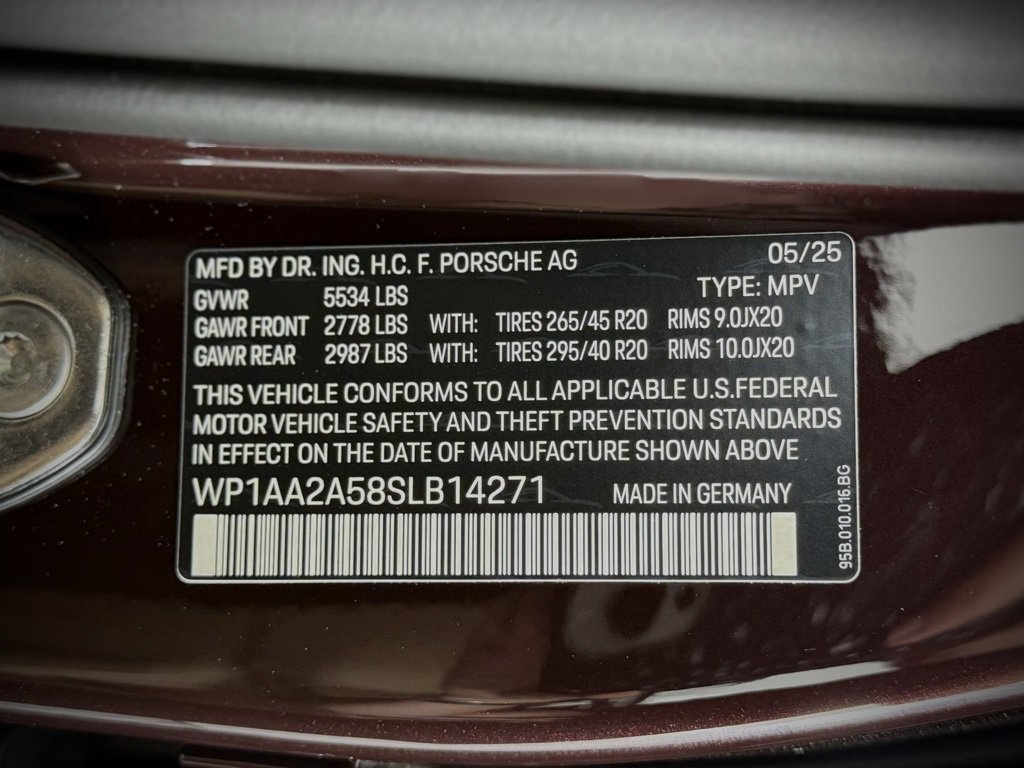 MFD BY DR. ING. H.C. F. PORSCHE AG 05/25
GVWR 5534 LBS TYPE: MPV
GAWR FRONT 2778 LBS WITH: TIRES 265/45 R20 RIMS 9.0JX20
GAWR REAR 2987 LBS WITH: TIRES 295/40 R20 RIMS 10.0JX20
THIS VEHICLE CONFORMS TO ALL APPLICABLE U.S.FEDERAL
MOTOR VEHICLE SAFETY AND THEFT PREVENTION STANDARDS
IN EFFECT ON THE DATE OF MANUFACTURE SHOWN ABOVE
WP1AA2A58SLB14271 MADE IN GERMANY
95B.010.016.BG